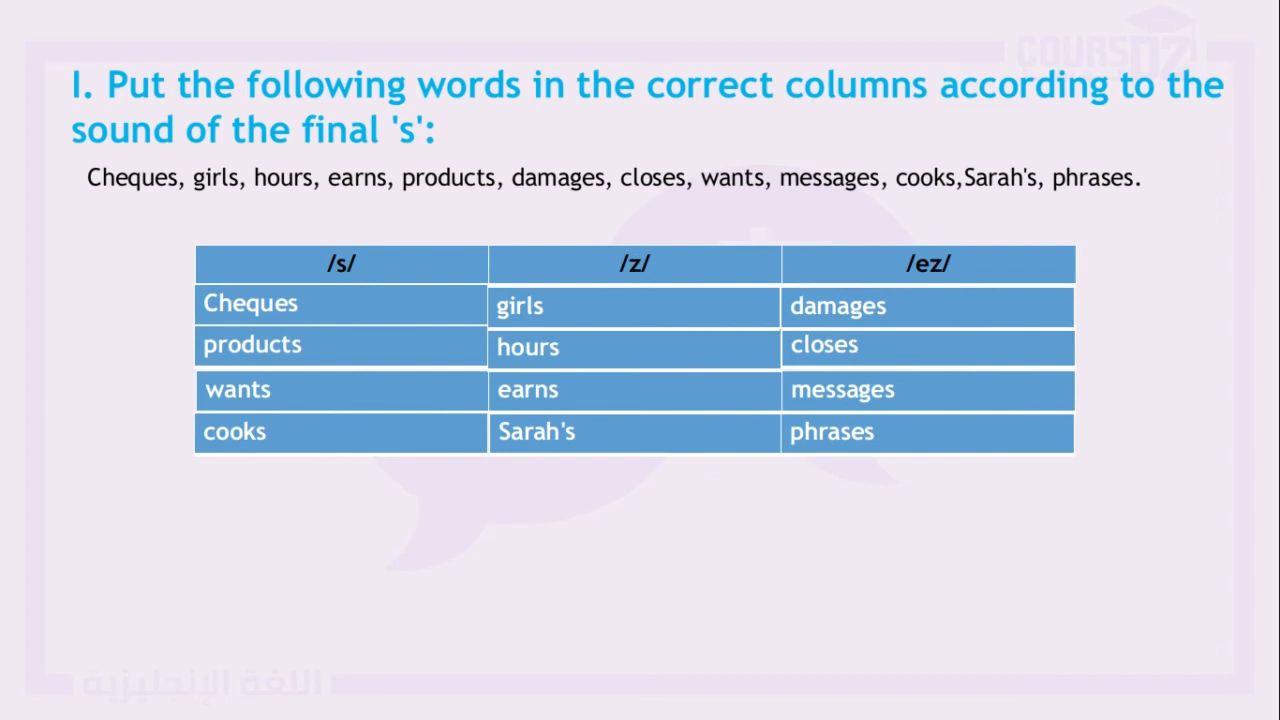 COURSDZ
I. Put the following words in the correct columns according to the
sound of the final 's':
Cheques, girls, hours, earns, products, damages, closes, wants, messages, cooks,Sarah's, phrases.
/s/ /z/ /ez/
Cheques girls damages
products hours closes
wants earns messages
cooks Sarah's phrases
اللغة الإنجليزية